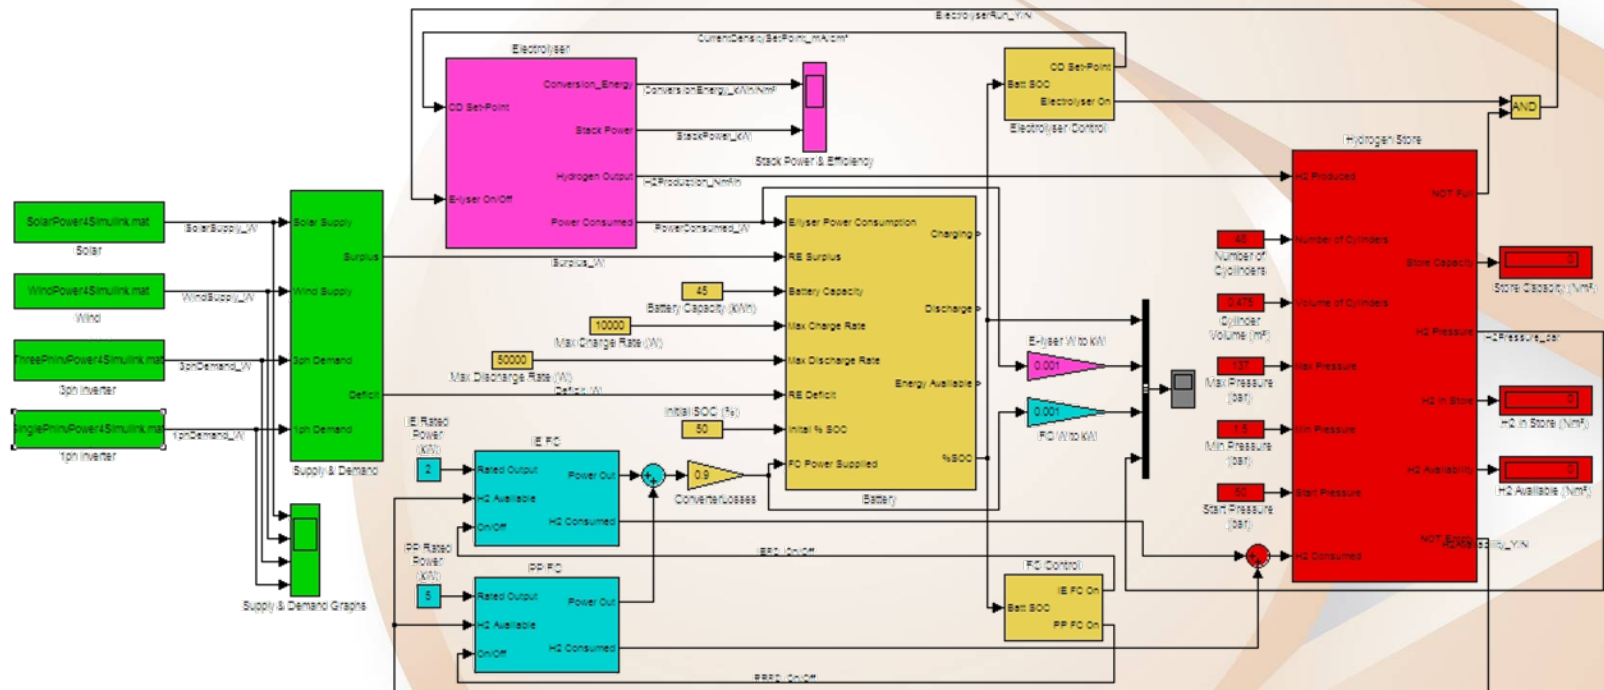 ElectrolyserRun_Y/N
CurrentDensitySetPoint_mA/cm²
Electrolyser
Conversion_Energy
CD Set-Point
Stack Power
Hydrogen Output
E-lyser On/Off
Power Consumed
ConversionEnergy_kWh/Nm³
StackPower_kW
Stack Power & Efficiency
H2Production_Nm³/h
PowerConsumed_W
CD Set-Point
Batt SOC
Electrolyser On
Electrolyser Control
AND
Hydrogen Store
H2 Produced
NOT Full
Number of Cylinders
Store Capacity
Volume of Cylinders
H2 Pressure
Max Pressure
H2 In Store
Min Pressure
H2 Availability
Start Pressure
NOT Empty
H2 Consumed
48
Number of
Cyclinders
0.475
Cylinder
Volume (m³)
137
Max Pressure
(bar)
1.5
Min Pressure
(bar)
50
Start Pressure
(bar)
0
Store Capacity (Nm³)
H2Pressure_bar
0
H2 In Store (Nm³)
0
H2 Available (Nm³)
H2Availability_Y/N
SolarPower4Simulink.mat
Solar
SolarSupply_W
WindPower4Simulink.mat
Wind
WindSupply_W
ThreePhInvPower4Simulink.mat
3ph Inverter
3phDemand_W
SinglePhInvPower4Simulink.mat
1ph Inverter
1phDemand_W
Solar Supply
Surplus
Wind Supply
3ph Demand
Deficit
1ph Demand
Supply & Demand
Supply & Demand Graphs
Surplus_W
45
Battery Capacity (kWh)
10000
Max Charge Rate (W)
50000
Max Discharge Rate (W)
Deficit_W
Initial SOC (%)
50
E/lyser Power Consumption
Charging
RE Surplus
Battery Capacity
Discharge
Max Charge Rate
Max Discharge Rate
Energy Available
RE Deficit
Inital % SOC
%SOC
FC Power Supplied
Battery
E-lyser W to kW
0.001
0.001
FC W to kW
IE Rated
Power
(kW)
2
IE FC
Rated Output
Power Out
H2 Available
H2 Consumed
On/Off
0.9
ConverterLosses
IEFC_On/Off
PP Rated
Power
(kW)
5
PP FC
Rated Output
Power Out
H2 Available
H2 Consumed
On/Off
PPFC_On/Off
FC Control
IE FC On
Batt SOC
PP FC On